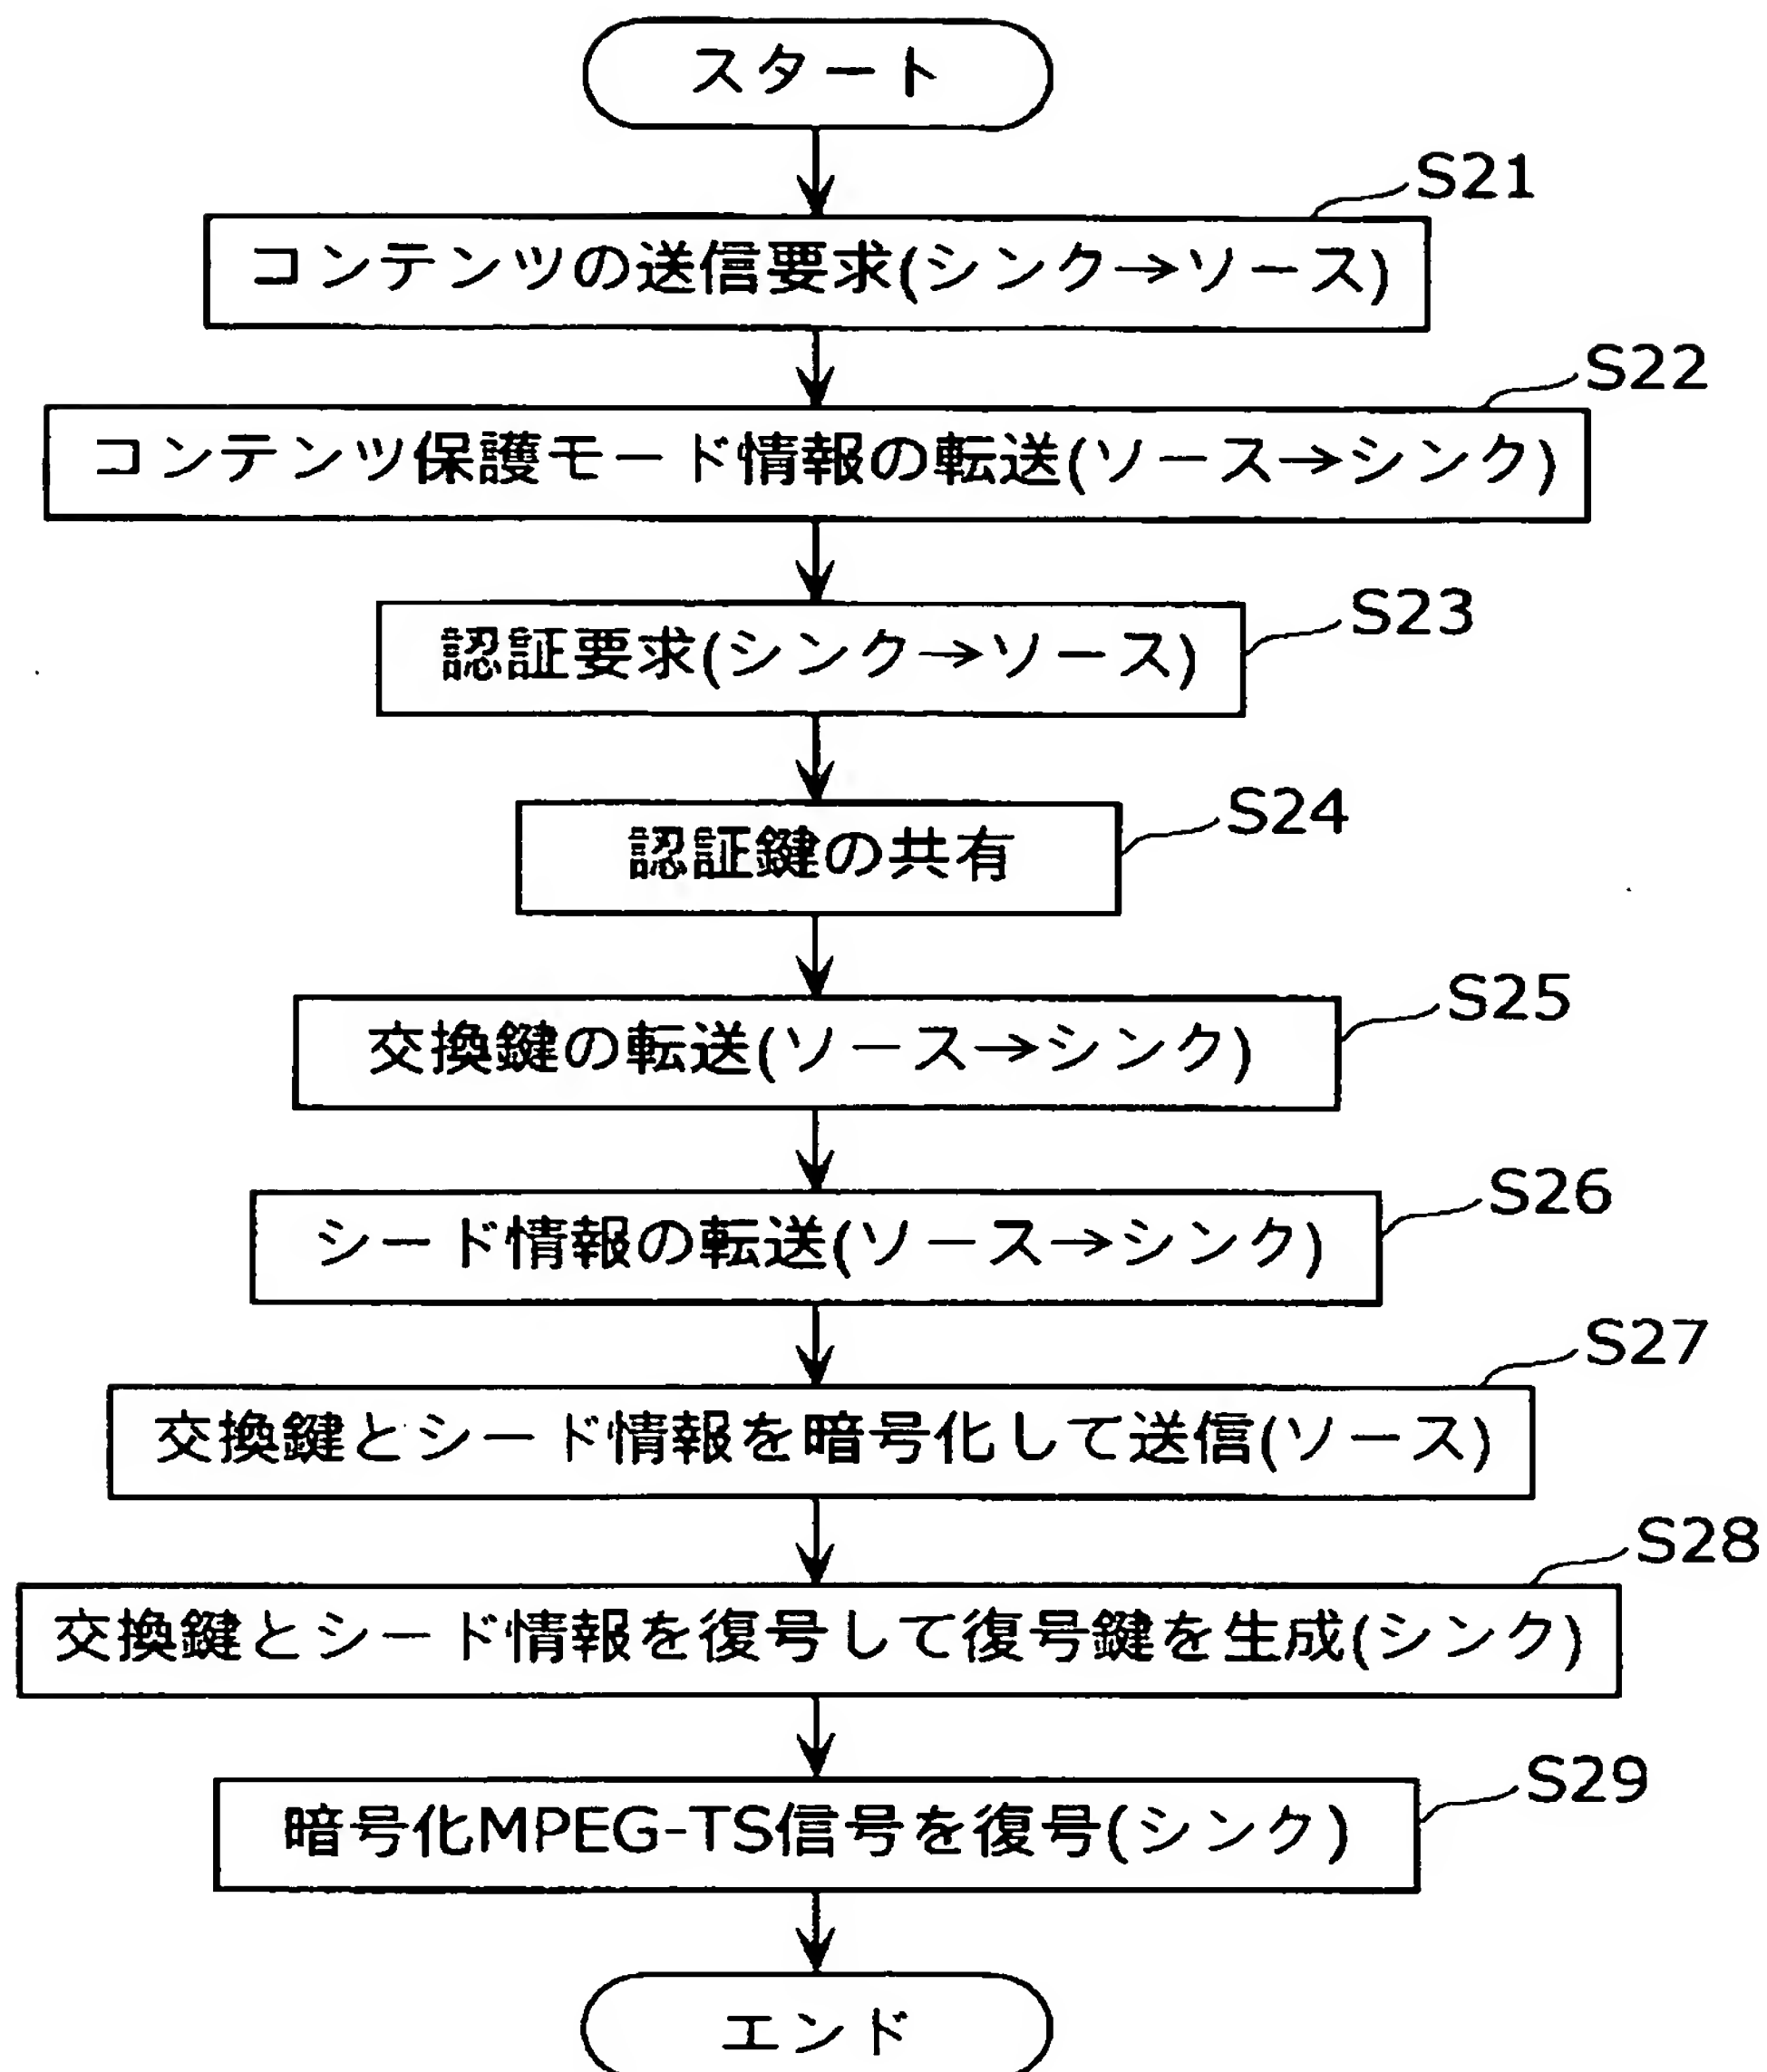 スタート
S21
コンテンツの送信要求(シンク→ソース)
S22
コンテンツ保護モード情報の転送(ソース→シンク)
S23
認証要求(シンク→ソース)
S24
認証鍵の共有
S25
交換鍵の転送(ソース→シンク)
S26
シード情報の転送(ソース→シンク)
S27
交換鍵とシード情報を暗号化して送信(ソース)
S28
交換鍵とシード情報を復号して復号鍵を生成(シンク)
S29
暗号化MPEG-TS信号を復号(シンク)
エンド